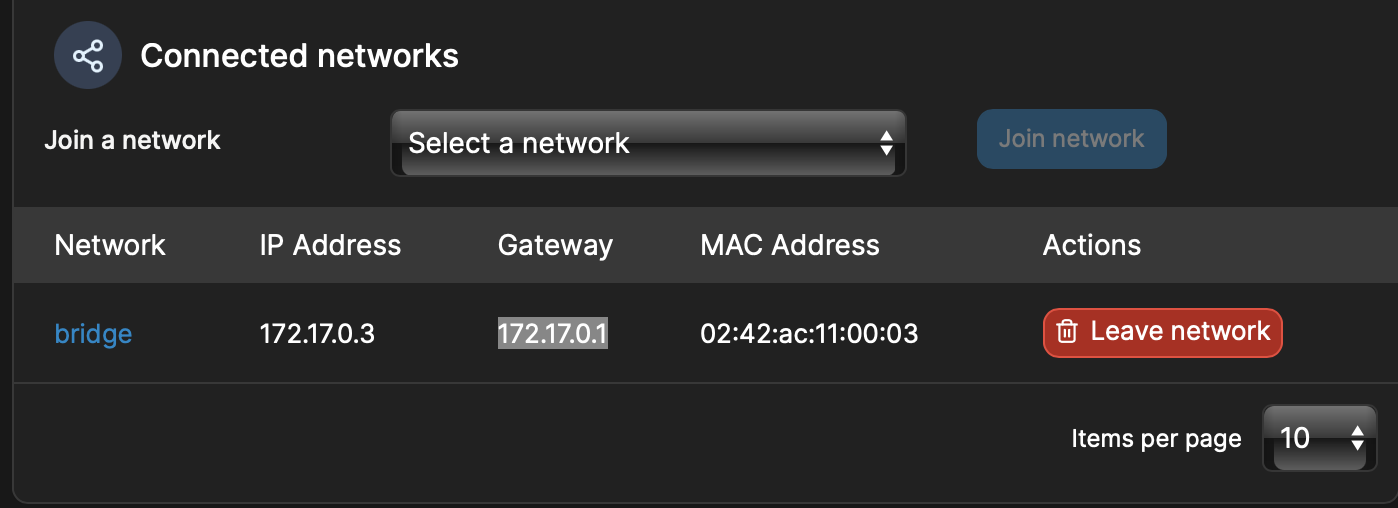 Connected networks
Join a network Select a network Join network
Network IP Address Gateway MAC Address Actions
bridge 172.17.0.3 172.17.0.1 02:42:ac:11:00:03 Leave network
Items per page 10